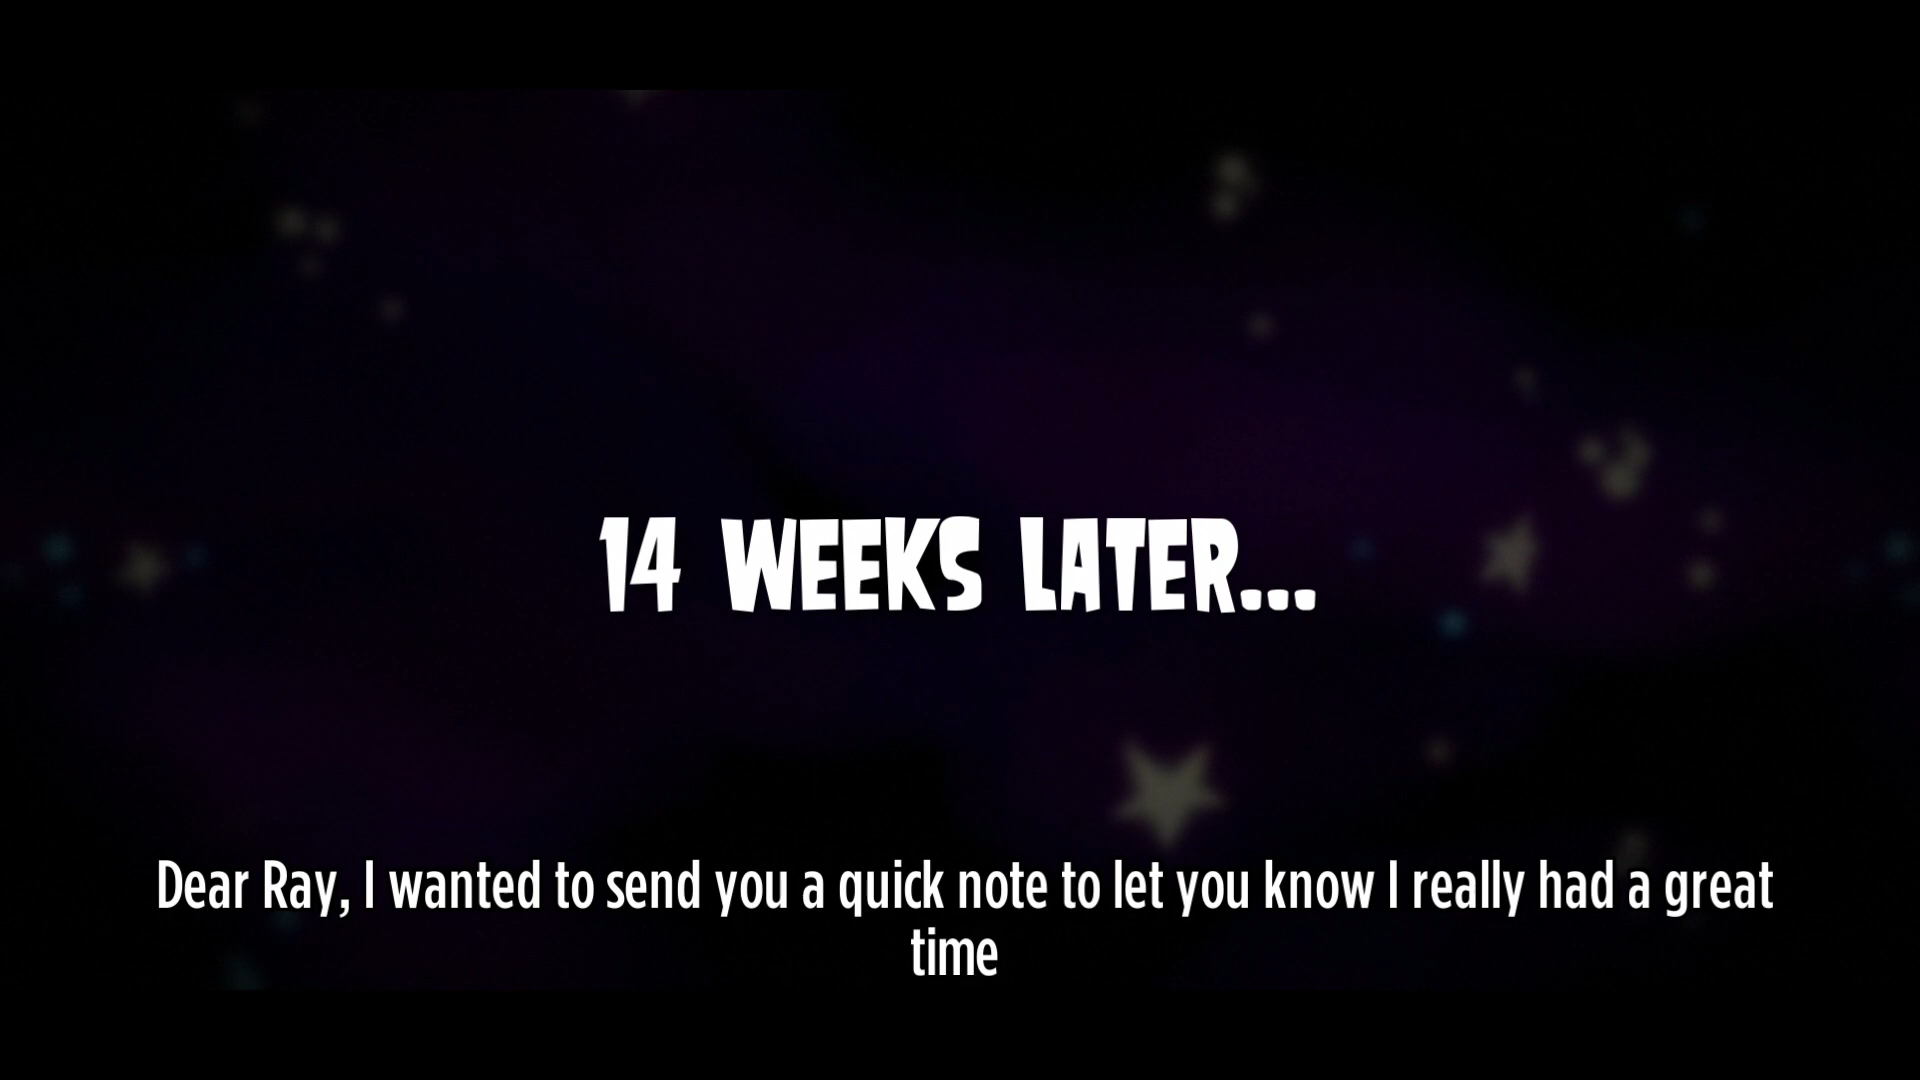 14 WEEKS LATER...
Dear Ray, I wanted to send you a quick note to let you know I really had a great
time